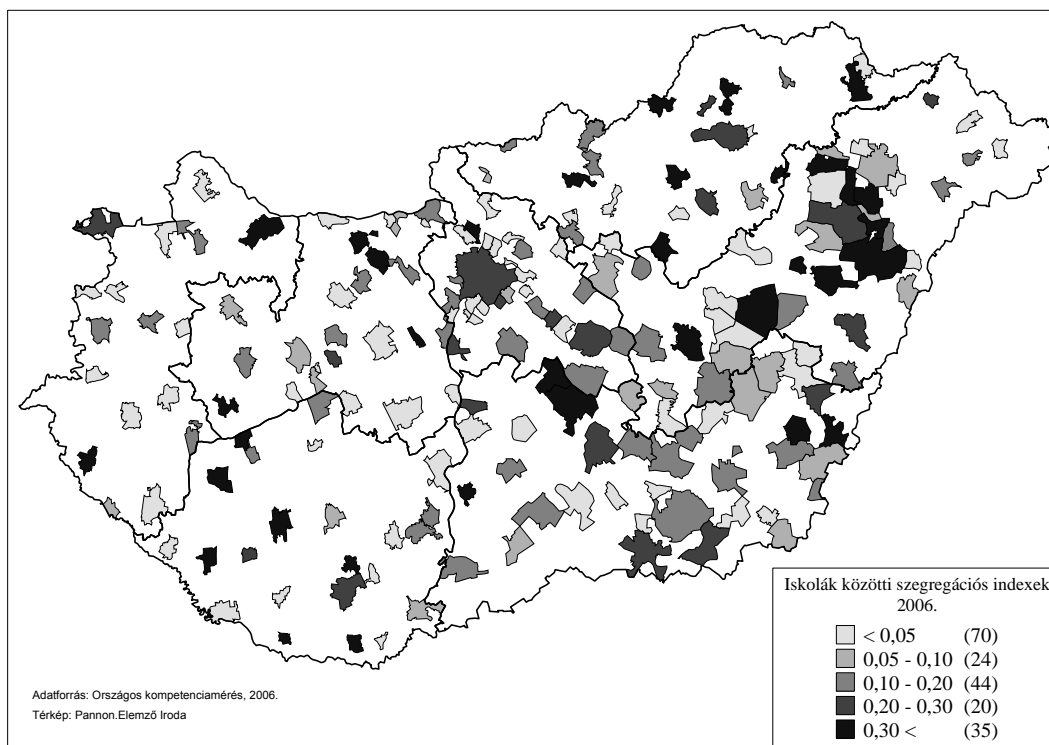 Iskolák közötti szegregációs indexek
2006.
< 0,05 (70)
0,05 - 0,10 (24)
0,10 - 0,20 (44)
0,20 - 0,30 (20)
0,30 < (35)
Adatforrás: Országos kompetenciamérés, 2006.
Térkép: Pannon.Elemző Iroda